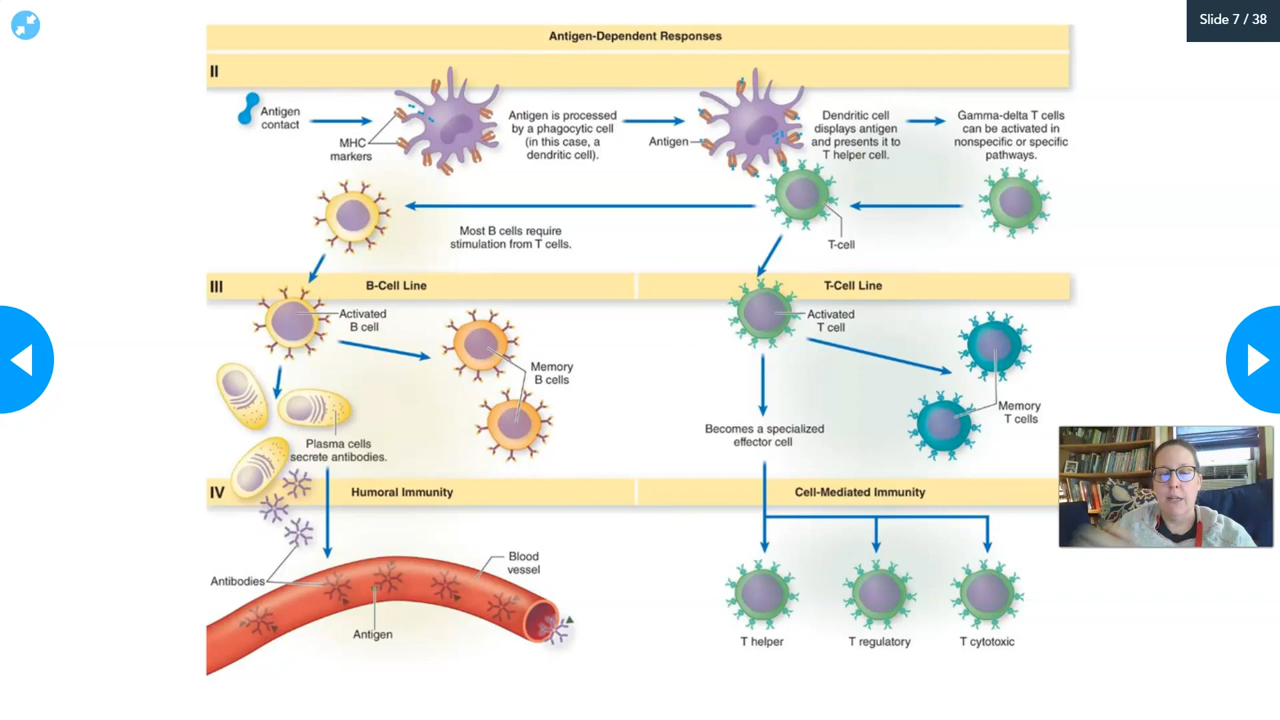 Slide 7 / 38
Antigen-Dependent Responses
II
Antigen
contact
MHC
markers
Antigen is processed
by a phagocytic cell
(in this case, a
dendritic cell).
Antigen
Dendritic cell
displays antigen
and presents it to
T helper cell.
Gamma-delta T cells
can be activated in
nonspecific or specific
pathways.
Most B cells require
stimulation from T cells.
T-cell
III
B-Cell Line
T-Cell Line
Activated
B cell
Memory
B cells
Plasma cells
secrete antibodies.
Activated
T cell
Memory
T cells
Becomes a specialized
effector cell
IV
Humoral Immunity
Cell-Mediated Immunity
Antibodies
Blood
vessel
Antigen
T helper
T regulatory
T cytotoxic